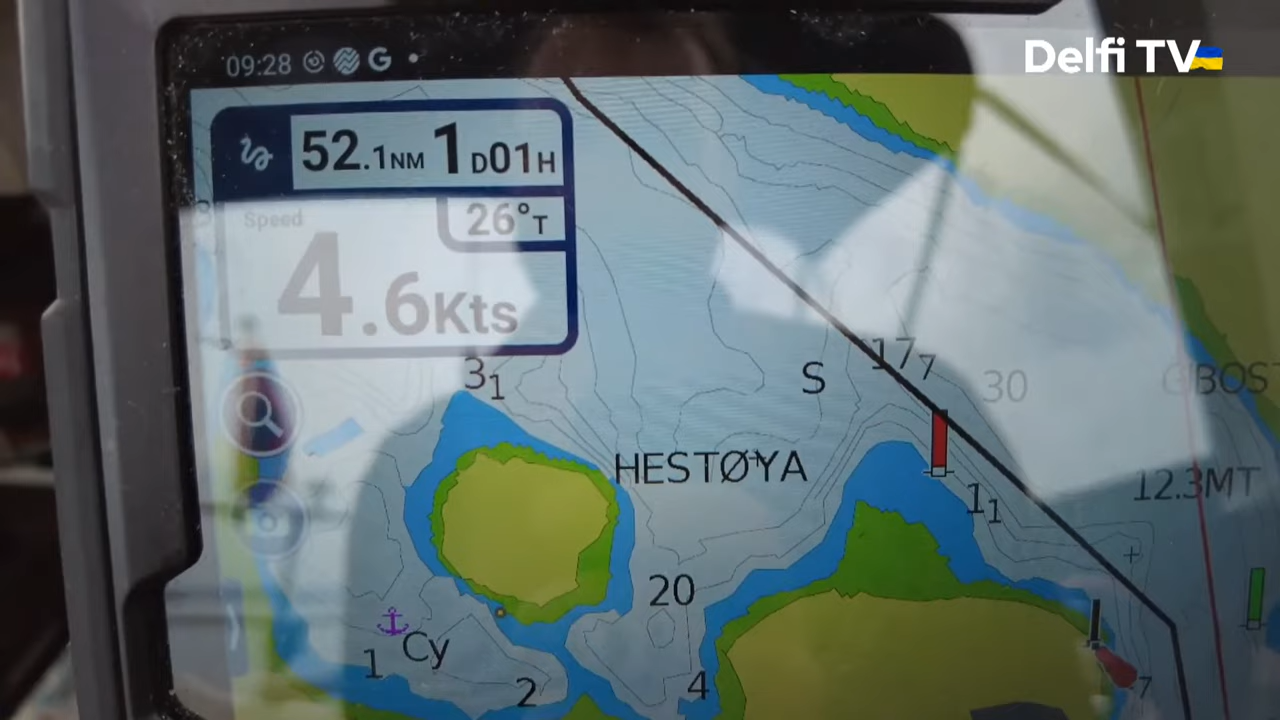 09:28 G
Delfi TV
52.1NM 1D01H
Speed
26°T
4.6Kts
31
S
177
30
BOST
HESTØYA
12.3MT
11
20
Cy
1
2
4
7